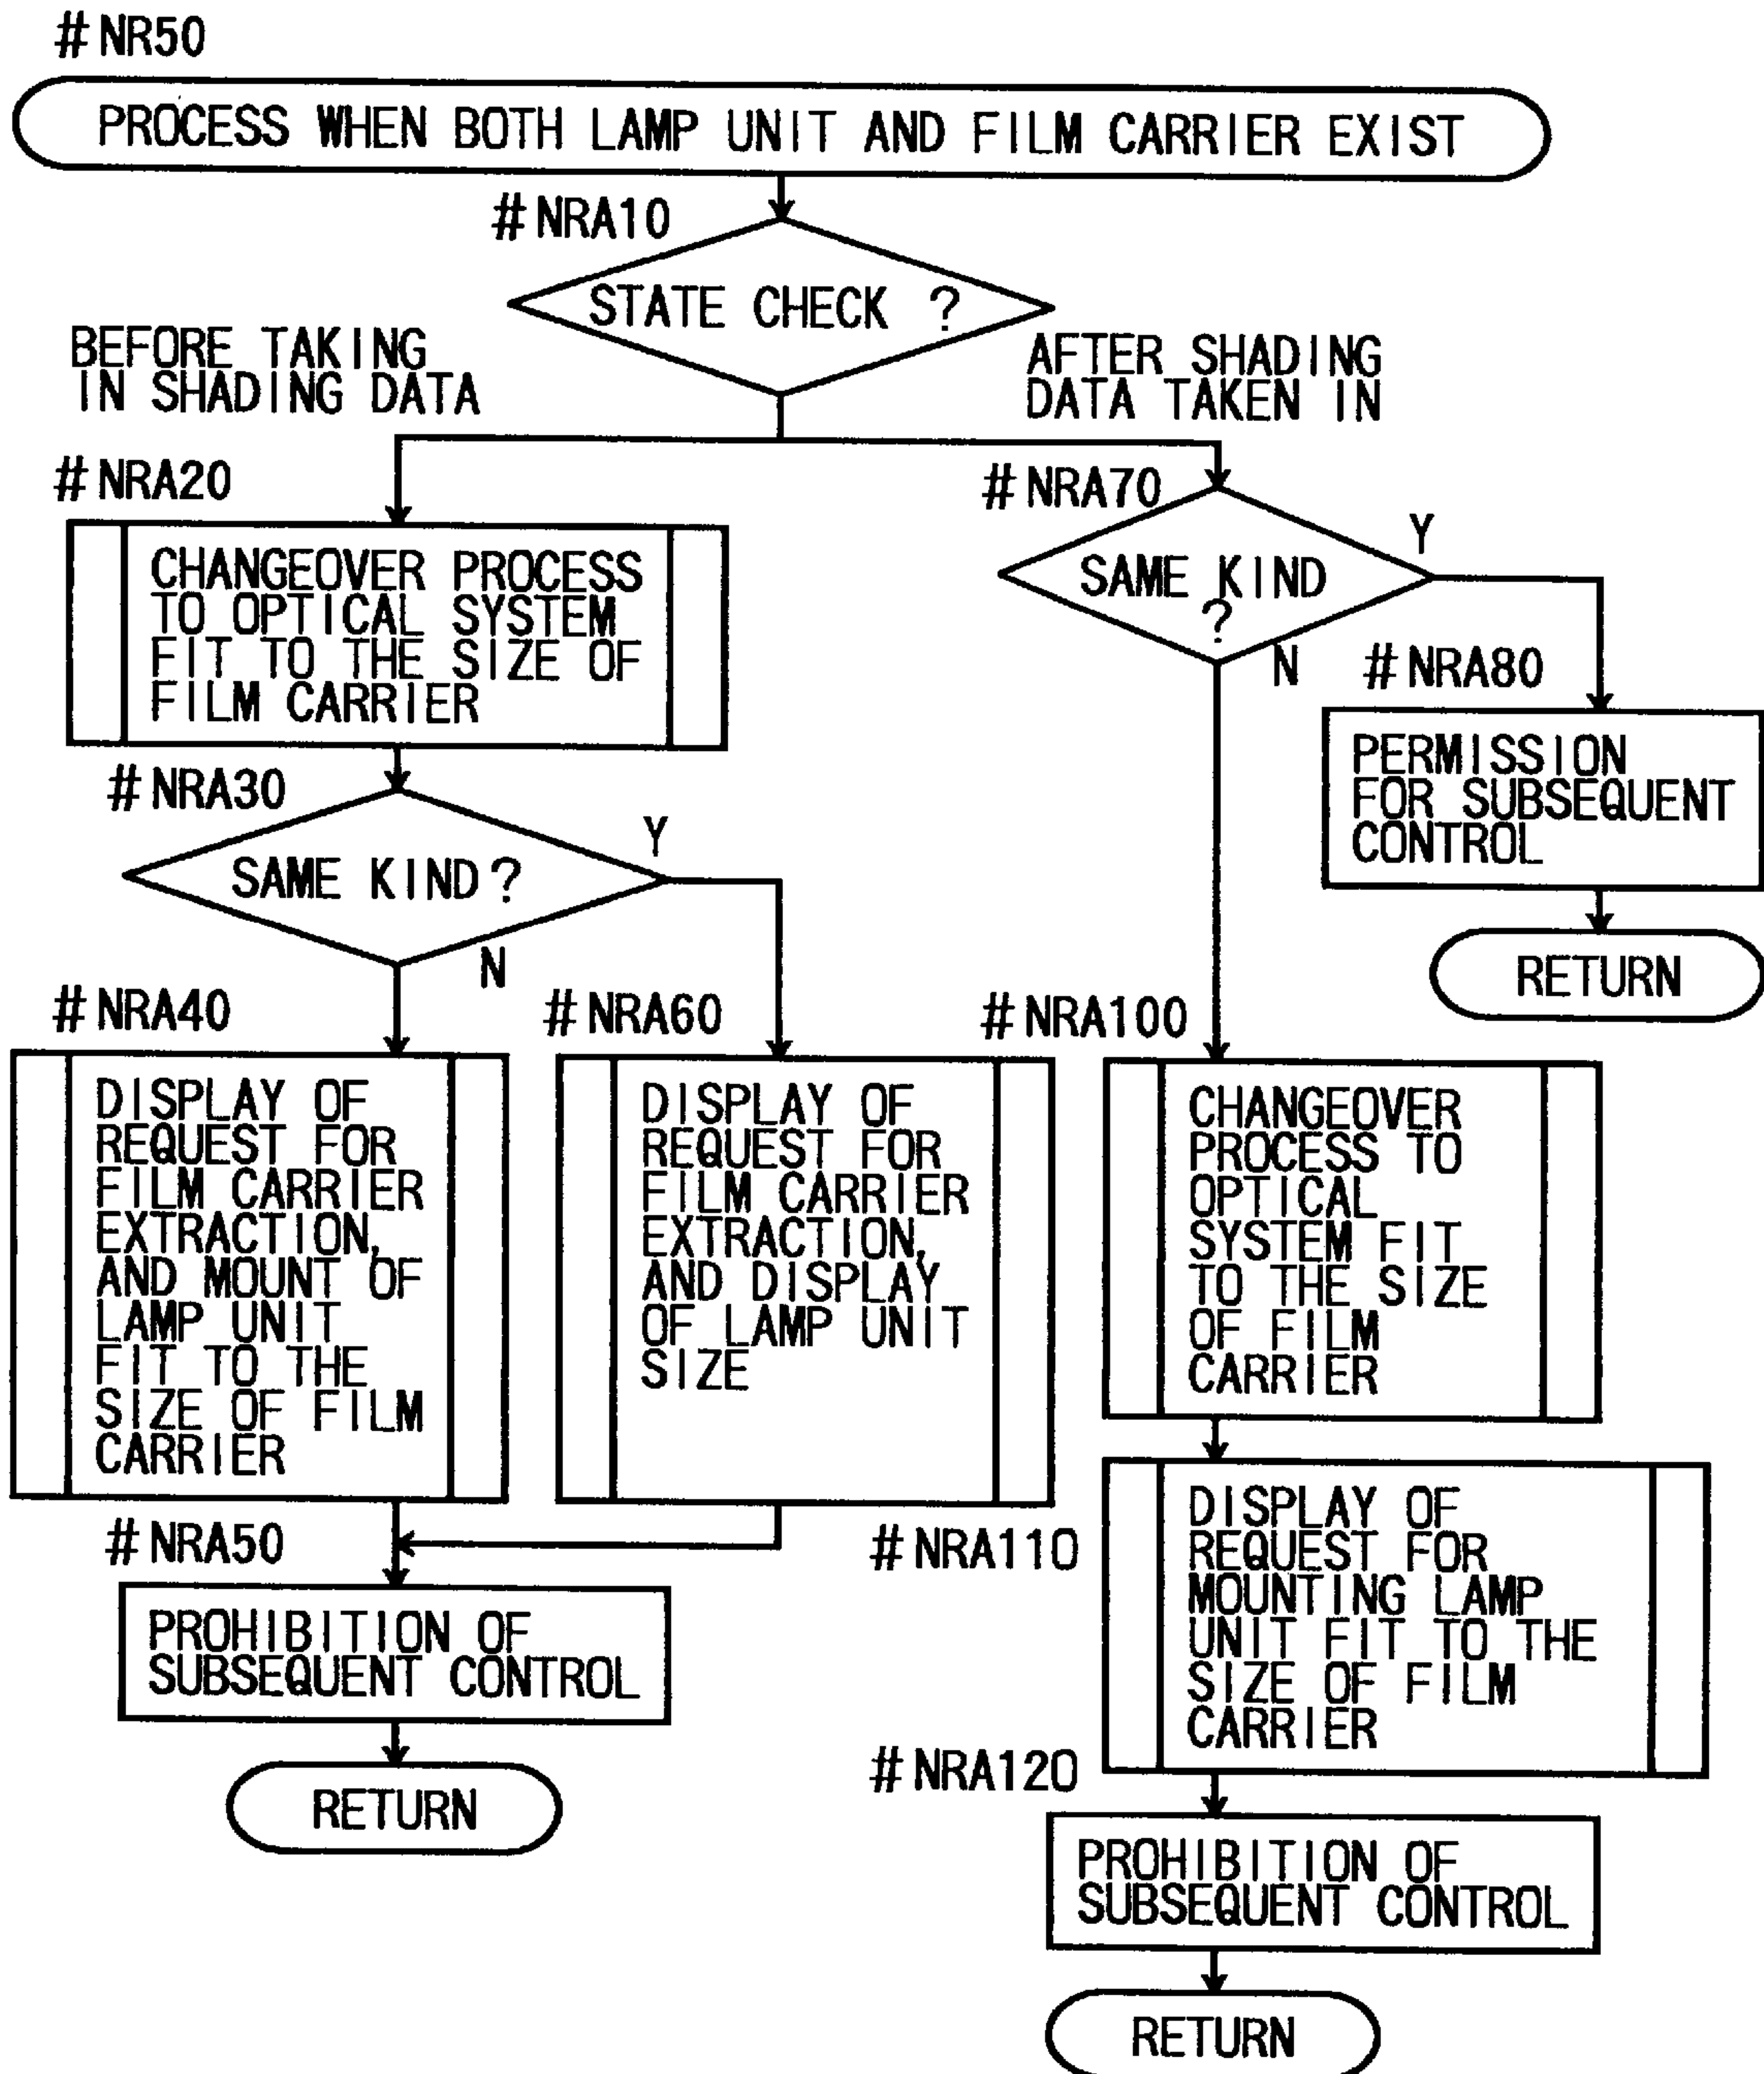 #NR50
PROCESS WHEN BOTH LAMP UNIT AND FILM CARRIER EXIST
#NRA10
STATE CHECK ?
BEFORE TAKING
IN SHADING DATA
AFTER SHADING
DATA TAKEN IN
#NRA20
CHANGEOVER PROCESS
TO OPTICAL SYSTEM
FIT TO THE SIZE OF
FILM CARRIER
#NRA30
SAME KIND?
Y
N
#NRA40
DISPLAY OF
REQUEST FOR
FILM CARRIER
EXTRACTION,
AND MOUNT OF
LAMP UNIT
FIT TO THE
SIZE OF FILM
CARRIER
#NRA60
DISPLAY OF
REQUEST FOR
FILM CARRIER
EXTRACTION,
AND DISPLAY
OF LAMP UNIT
SIZE
#NRA50
PROHIBITION OF
SUBSEQUENT CONTROL
RETURN
#NRA70
SAME KIND
?
Y
N
#NRA80
PERMISSION
FOR SUBSEQUENT
CONTROL
RETURN
#NRA100
CHANGEOVER
PROCESS TO
OPTICAL
SYSTEM FIT
TO THE SIZE
OF FILM
CARRIER
#NRA110
DISPLAY OF
REQUEST FOR
MOUNTING LAMP
UNIT FIT TO THE
SIZE OF FILM
CARRIER
#NRA120
PROHIBITION OF
SUBSEQUENT CONTROL
RETURN